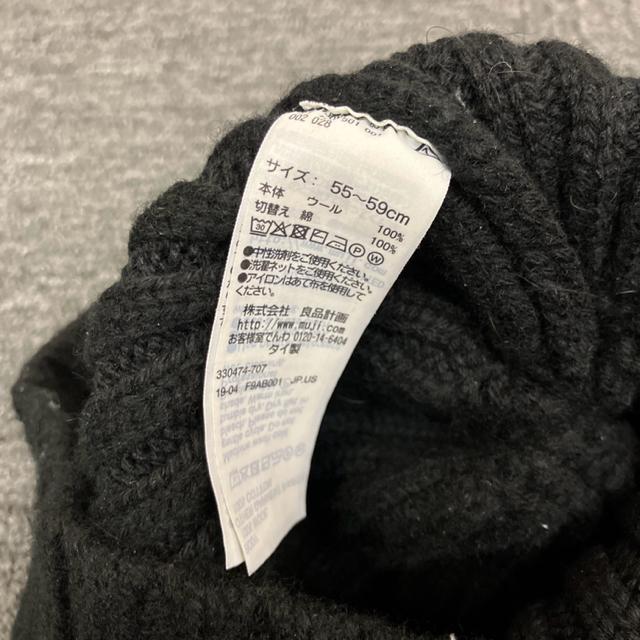 002 028
サイズ： 55～59cm
本体 ウール 100%
切替え 綿 100%
●中性洗剤をご使用ください。
●洗濯ネットをご使用ください。
●アイロンはあて布を使用して
ください。
株式会社 良品計画
http://www.muji.com
お客様室でんわ 0120-14-6404
タイ製
330474-707
19-04 F9AB001 JP.US